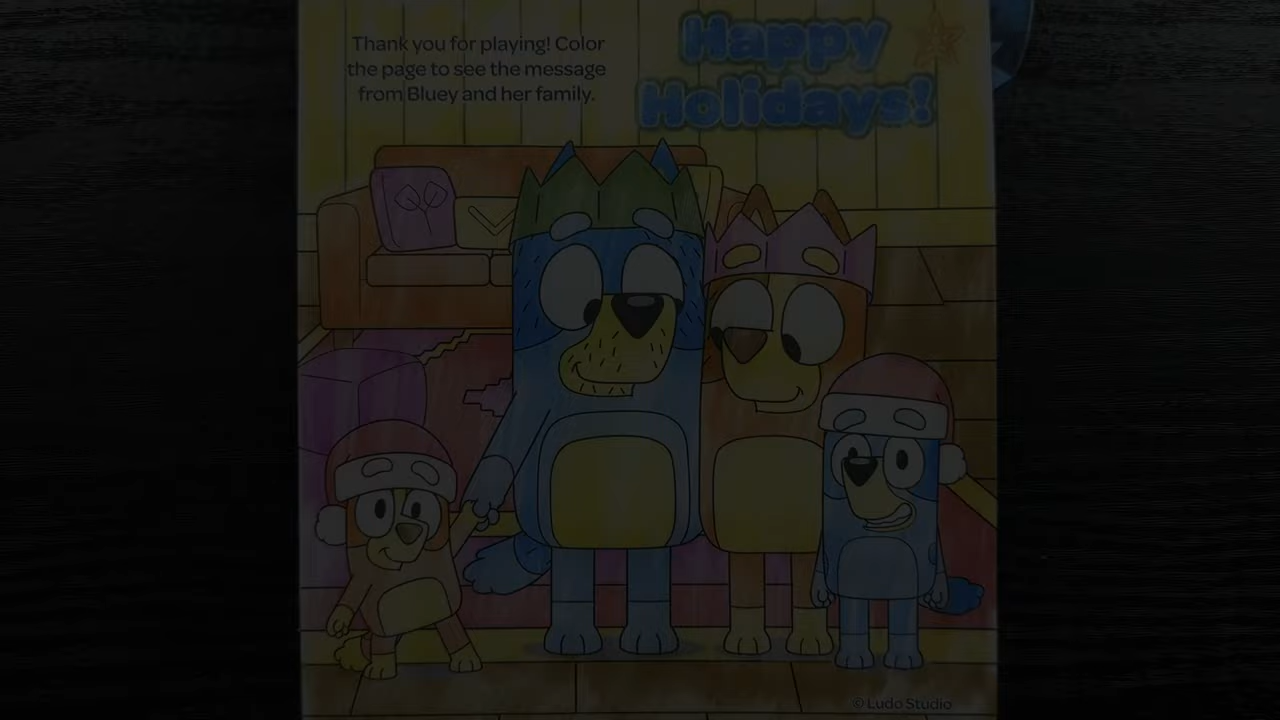 Thank you for playing! Color
the page to see the message
from Bluey and her family.
Happy
Holidays!
© Ludo Studio